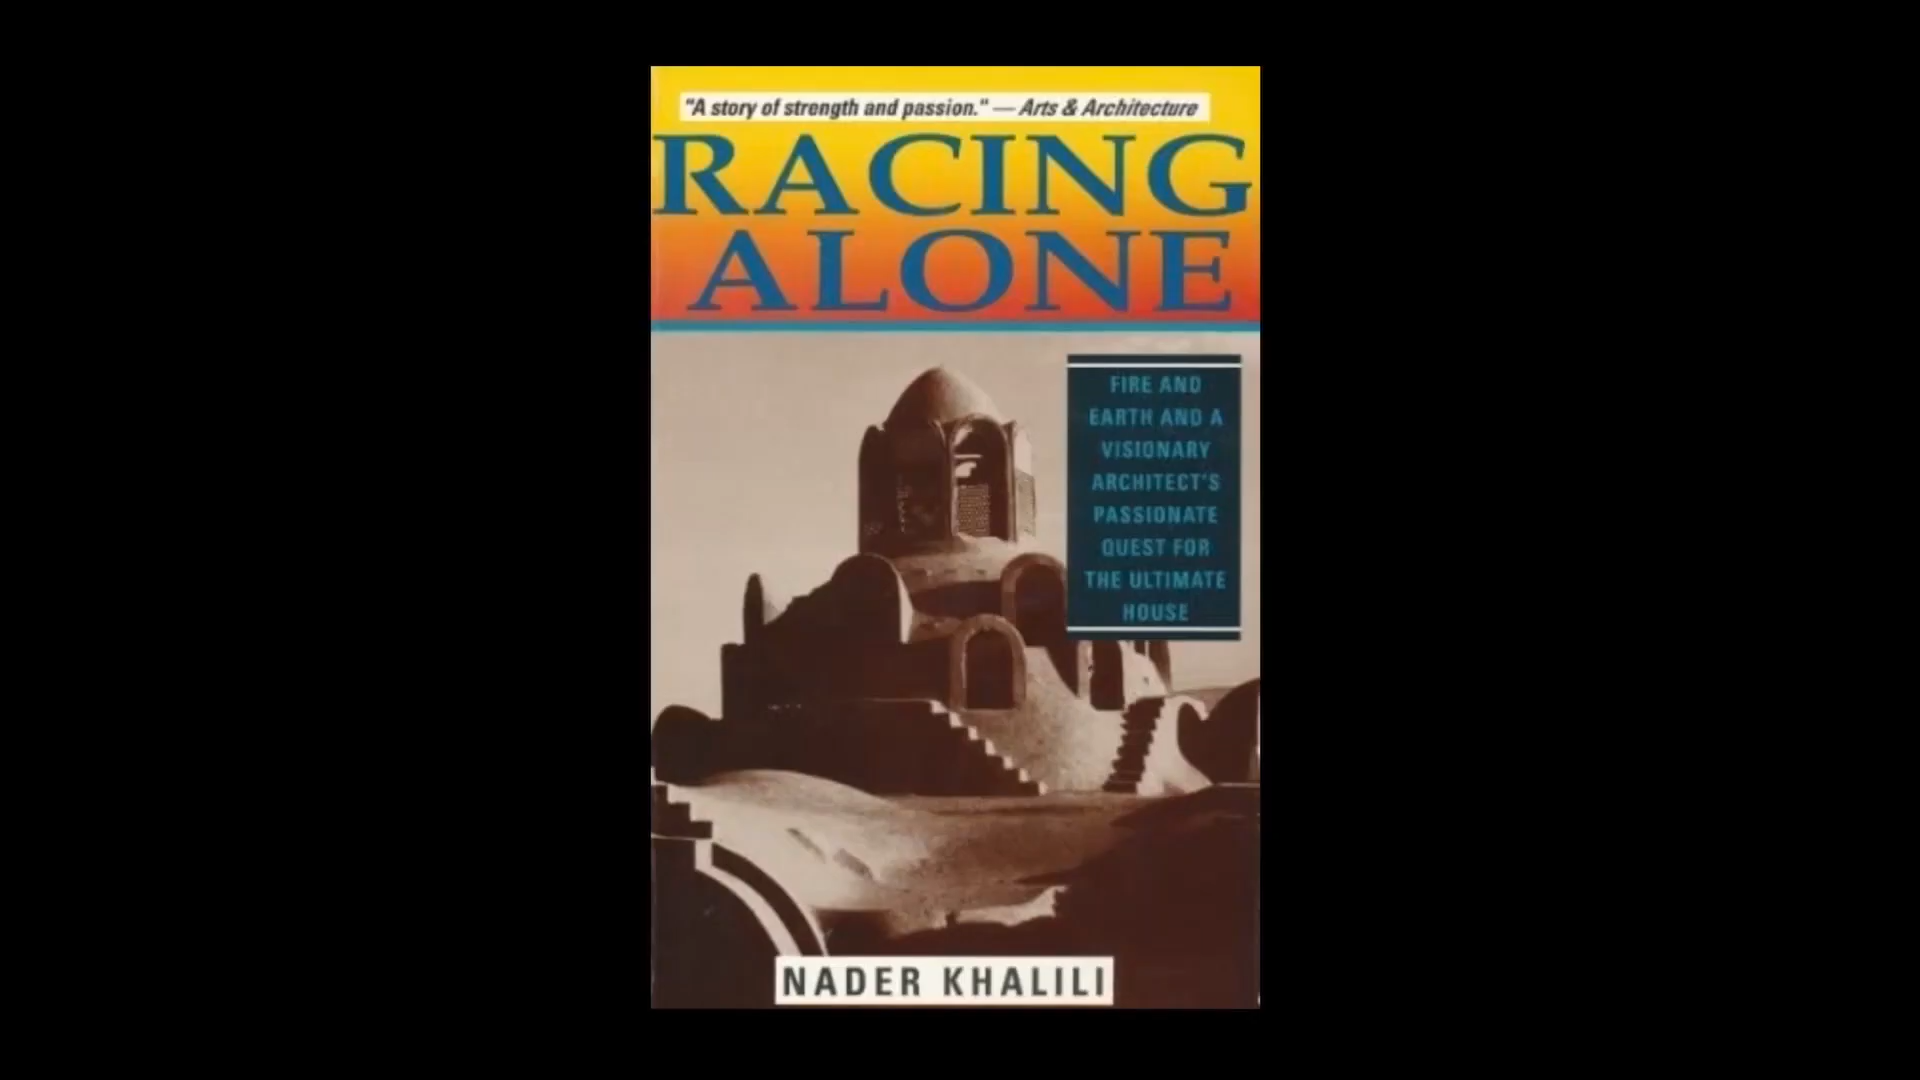 "A story of strength and passion." — Arts & Architecture
RACING
ALONE
FIRE AND
EARTH AND A
VISIONARY
ARCHITECT'S
PASSIONATE
QUEST FOR
THE ULTIMATE
HOUSE
NADER KHALILI